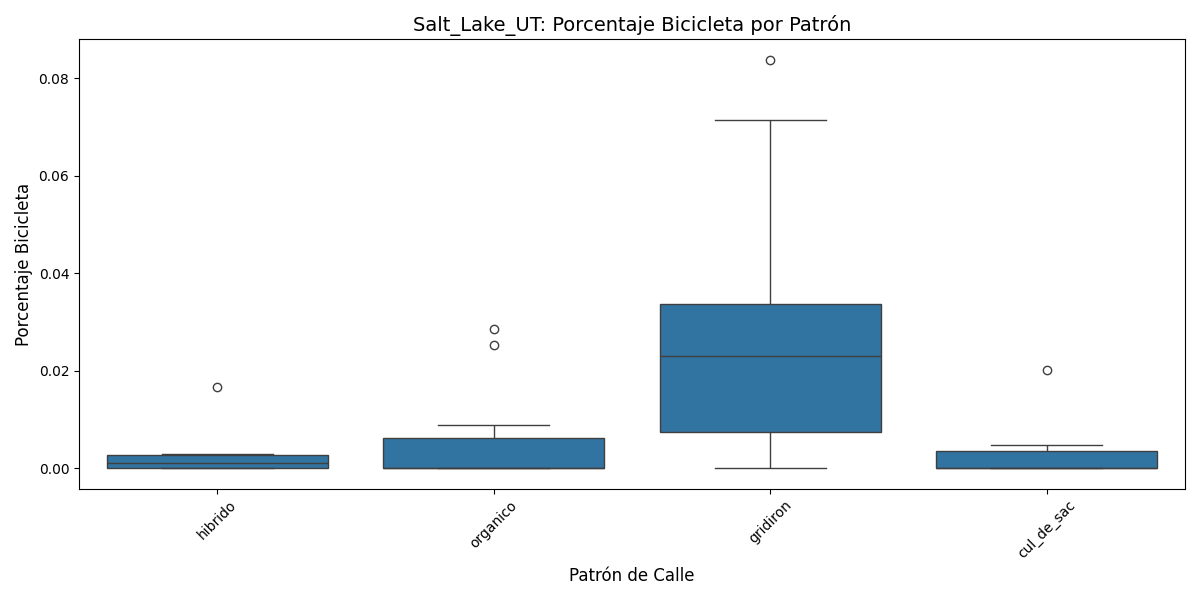 Salt_Lake_UT: Porcentaje Bicicleta por Patrón
Porcentaje Bicicleta
0.08
0.06
0.04
0.02
0.00
hibrido
organico
gridiron
cul_de_sac
Patrón de Calle